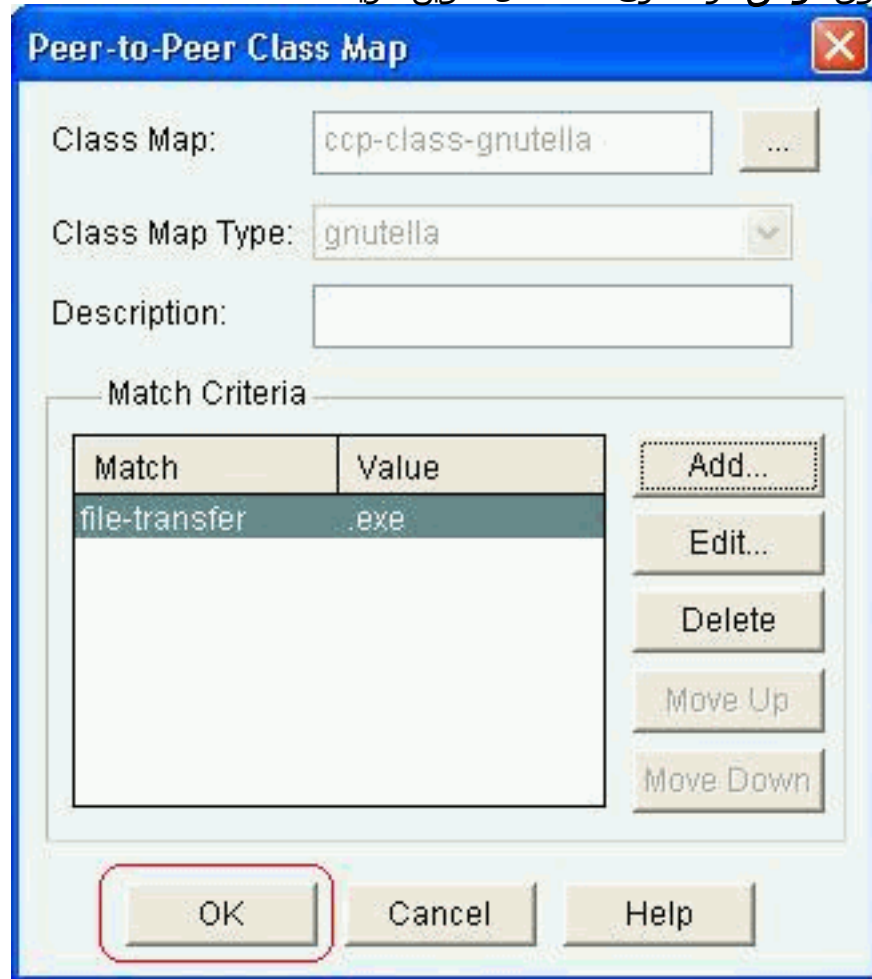 Peer-to-Peer Class Map
Class Map: ccp-class-gnutella ...
Class Map Type: gnutella
Description:
Match Criteria
Match Value
file-transfer .exe
Add...
Edit...
Delete
Move Up
Move Down
OK Cancel Help